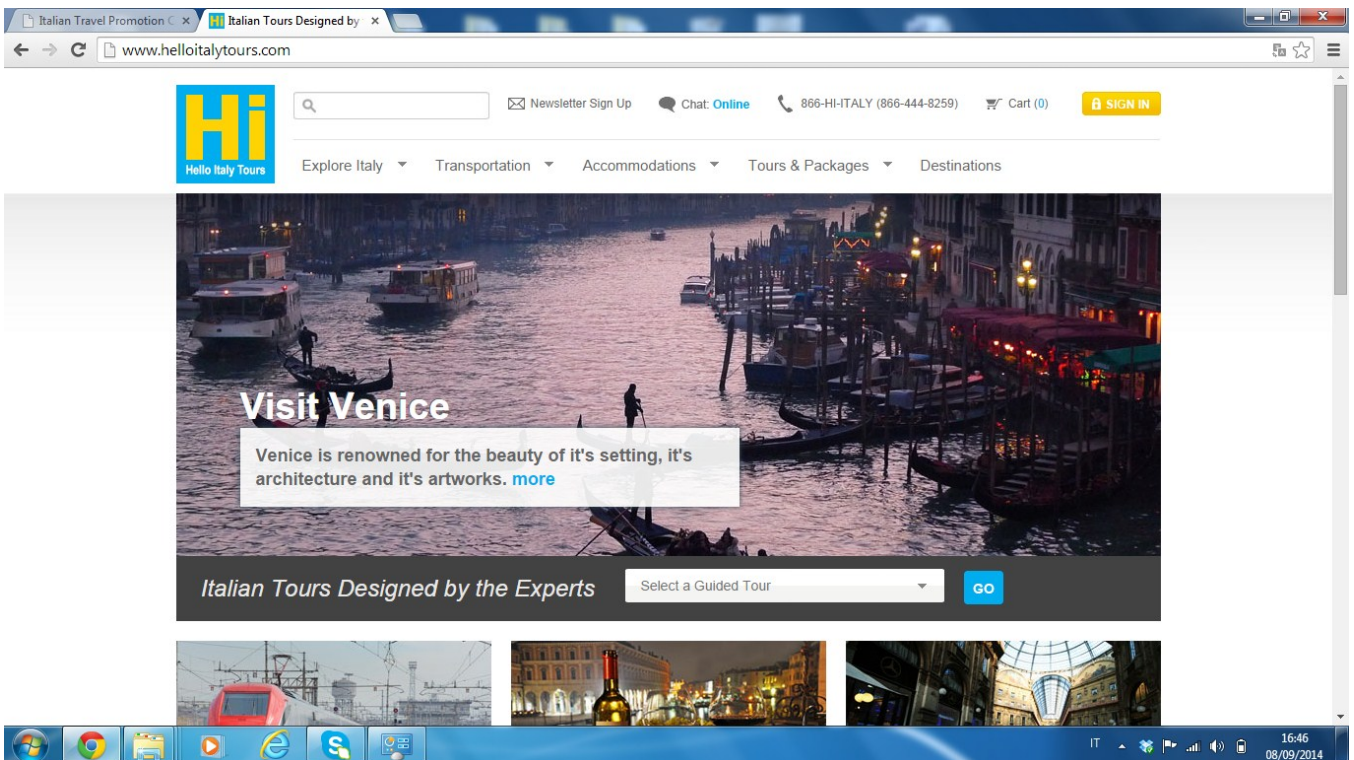 Italian Travel Promotion C
Italian Tours Designed by
www.helloitalytours.com
Hi
Hello Italy Tours
Newsletter Sign Up
Chat: Online
866-HI-ITALY (866-444-8259)
Cart (0)
SIGN IN
Explore Italy
Transportation
Accommodations
Tours & Packages
Destinations
Visit Venice
Venice is renowned for the beauty of it's setting, it's
architecture and it's artworks. more
Italian Tours Designed by the Experts
Select a Guided Tour
GO
IT
16:46
08/09/2014